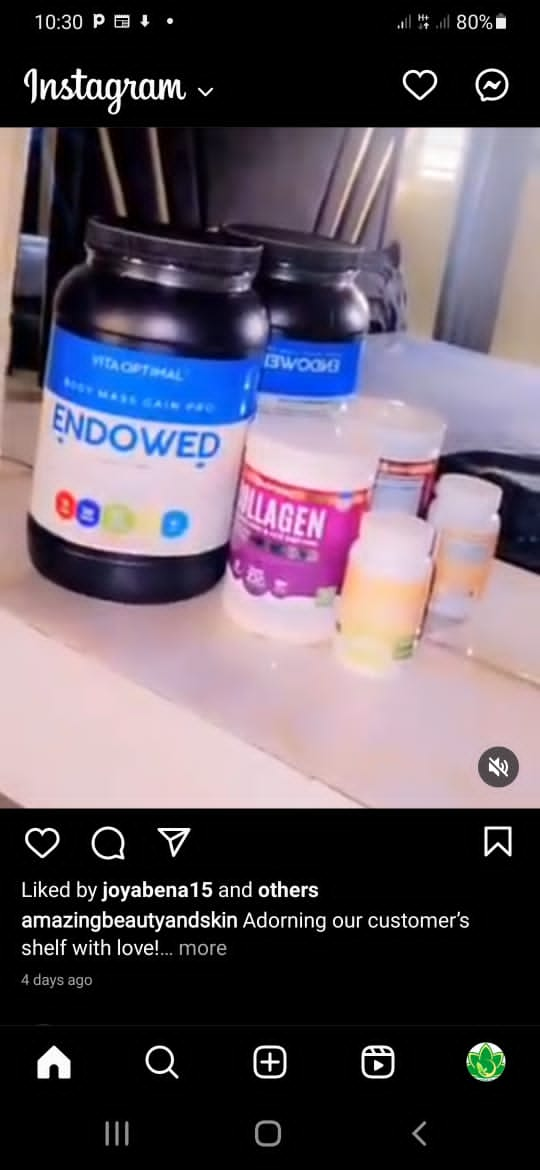 10:30
80%
Instagram
VITAOPTIMAL
BODY MASS GAIN PRO
ENDOWED
ENDOWED
OLLAGEN
Liked by joyabena15 and others
amazingbeautyandskin Adorning our customer's
shelf with love!... more
4 days ago